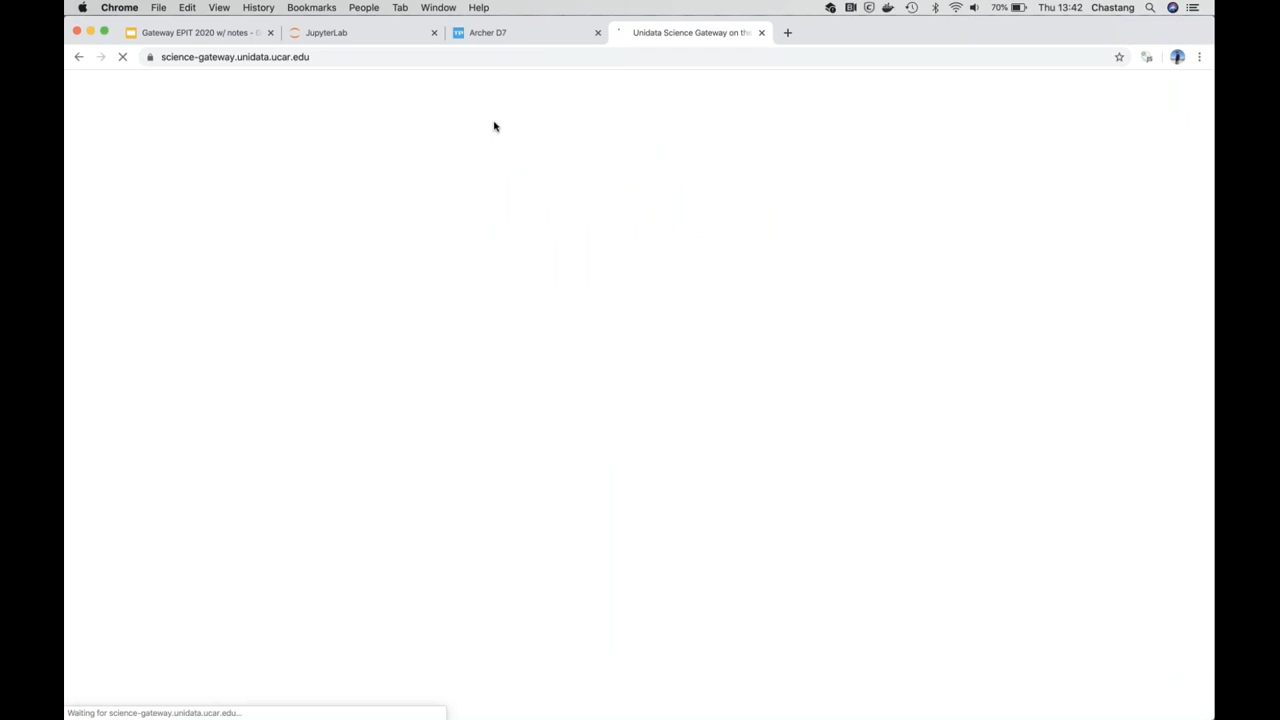 Chrome File Edit View History Bookmarks People Tab Window Help 70% Thu 13:42 Chastang
Gateway EPIT 2020 w/ notes - G JupyterLab TP Archer D7 Unidata Science Gateway on the
science-gateway.unidata.ucar.edu
Waiting for science-gateway.unidata.ucar.edu...